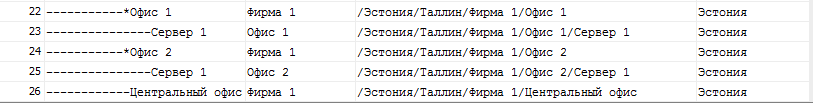 22 -----------*Офис 1 Фирма 1 /Эстония/Таллин/Фирма 1/Офис 1 Эстония
23 ---------------Сервер 1 Офис 1 /Эстония/Таллин/Фирма 1/Офис 1/Сервер 1 Эстония
24 -----------*Офис 2 Фирма 1 /Эстония/Таллин/Фирма 1/Офис 2 Эстония
25 ---------------Сервер 1 Офис 2 /Эстония/Таллин/Фирма 1/Офис 2/Сервер 1 Эстония
26 ------------Центральный офис Фирма 1 /Эстония/Таллин/Фирма 1/Центральный офис Эстония